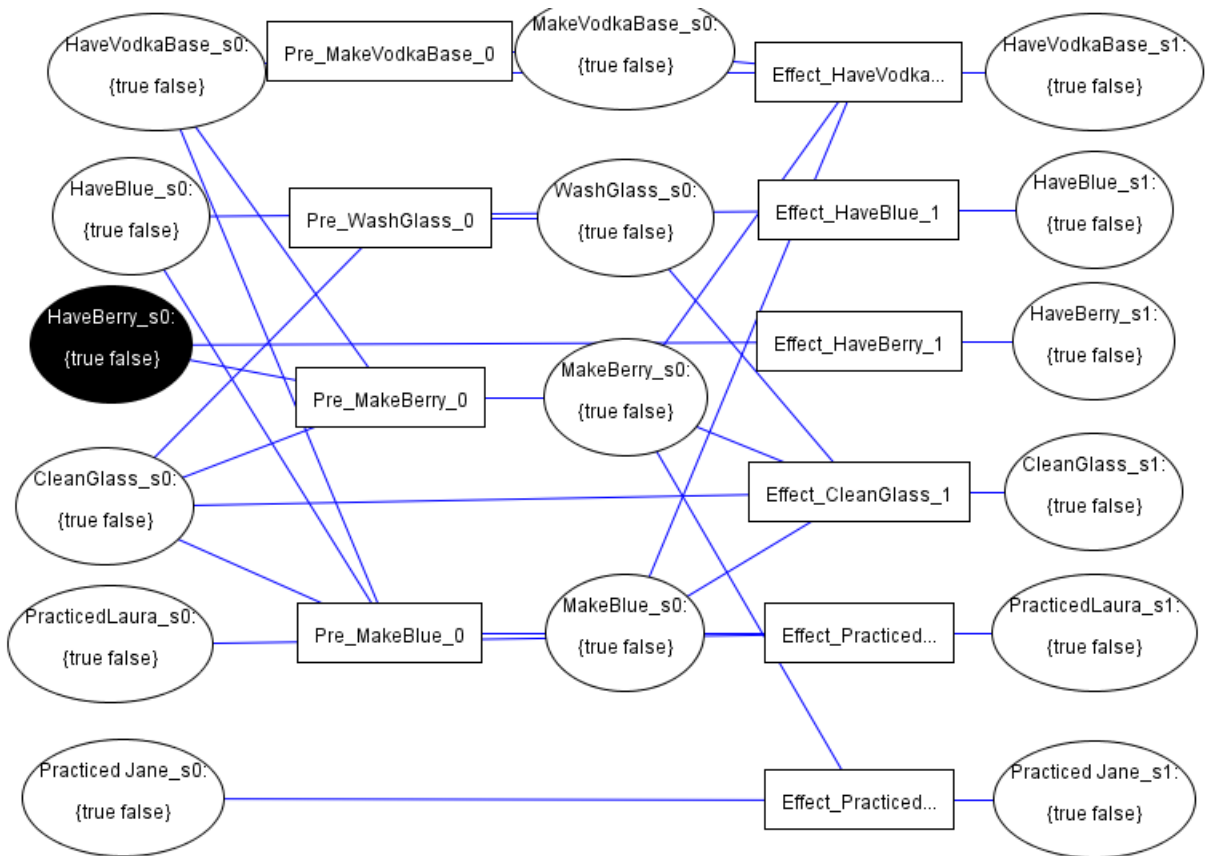 HaveVodkaBase_s0:
{true false}
Pre_MakeVodkaBase_0
MakeVodkaBase_s0:
{true false}
Effect_HaveVodka...
HaveVodkaBase_s1:
{true false}
HaveBlue_s0:
{true false}
Pre_WashGlass_0
WashGlass_s0:
{true false}
Effect_HaveBlue_1
HaveBlue_s1:
{true false}
HaveBerry_s0:
{true false}
Effect_HaveBerry_1
HaveBerry_s1:
{true false}
Pre_MakeBerry_0
MakeBerry_s0:
{true false}
CleanGlass_s0:
{true false}
Effect_CleanGlass_1
CleanGlass_s1:
{true false}
PracticedLaura_s0:
{true false}
Pre_MakeBlue_0
MakeBlue_s0:
{true false}
Effect_Practiced...
PracticedLaura_s1:
{true false}
Practiced Jane_s0:
{true false}
Effect_Practiced...
Practiced Jane_s1:
{true false}